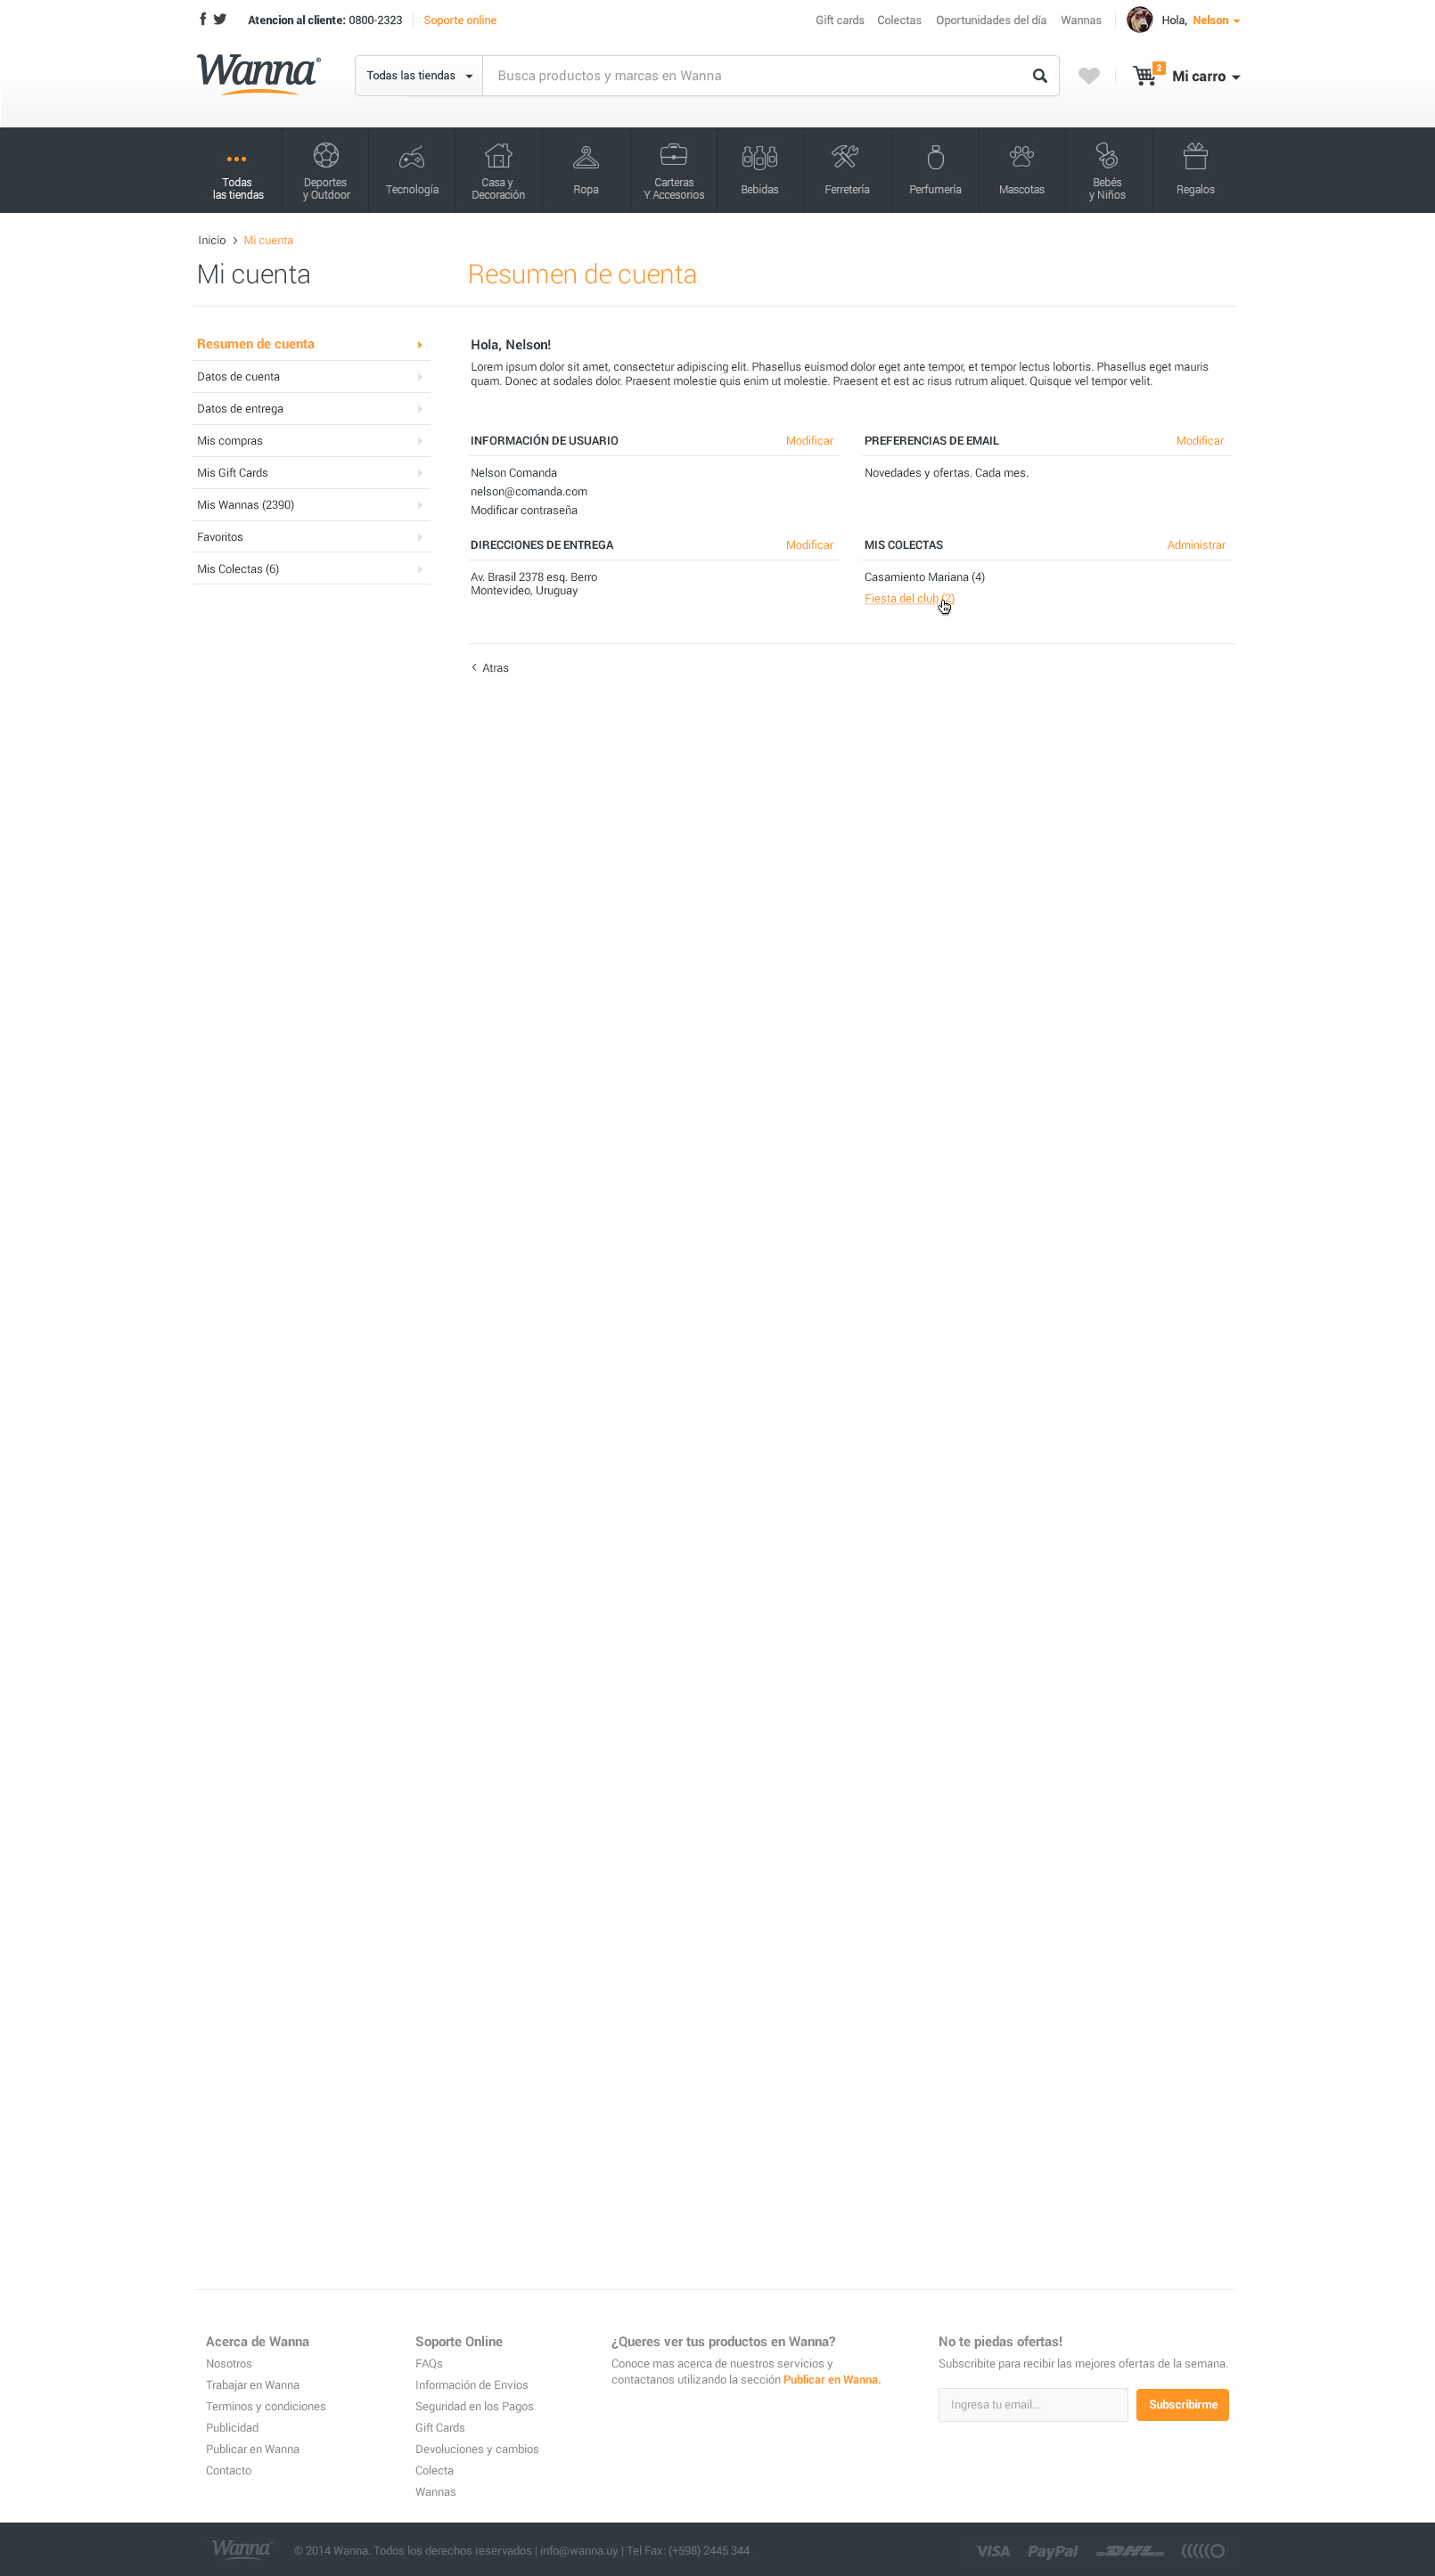 Atencion al cliente: 0800-2323 Soporte online Gift cards Colectas Oportunidades del día Wannas Hola, Nelson
Wanna® Todas las tiendas Busca productos y marcas en Wanna 2 Mi carro
Todas
las tiendas
Deportes
y Outdoor
Tecnología
Casa y
Decoración
Ropa
Carteras
Y Accesorios
Bebidas
Ferretería
Perfumería
Mascotas
Bebés
y Niños
Regalos
Inicio > Mi cuenta
Mi cuenta
Resumen de cuenta
Resumen de cuenta
Datos de cuenta
Datos de entrega
Mis compras
Mis Gift Cards
Mis Wannas (2390)
Favoritos
Mis Colectas (6)
Hola, Nelson!
Lorem ipsum dolor sit amet, consectetur adipiscing elit. Phasellus euismod dolor eget ante tempor, et tempor lectus lobortis. Phasellus eget mauris
quam. Donec at sodales dolor. Praesent molestie quis enim ut molestie. Praesent et est ac risus rutrum aliquet. Quisque vel tempor velit.
INFORMACIÓN DE USUARIO Modificar
Nelson Comanda
nelson@comanda.com
Modificar contraseña
PREFERENCIAS DE EMAIL Modificar
Novedades y ofertas. Cada mes.
DIRECCIONES DE ENTREGA Modificar
Av. Brasil 2378 esq. Berro
Montevideo, Uruguay
MIS COLECTAS Administrar
Casamiento Mariana (4)
Fiesta del club (2)
< Atras
Acerca de Wanna
Nosotros
Trabajar en Wanna
Terminos y condiciones
Publicidad
Publicar en Wanna
Contacto
Soporte Online
FAQs
Información de Envios
Seguridad en los Pagos
Gift Cards
Devoluciones y cambios
Colecta
Wannas
¿Queres ver tus productos en Wanna?
Conoce mas acerca de nuestros servicios y
contactanos utilizando la sección Publicar en Wanna.
No te piedas ofertas!
Subscribite para recibir las mejores ofertas de la semana.
Ingresa tu email... Subscribirme
Wanna © 2014 Wanna. Todos los derechos reservados | info@wanna.uy | Tel Fax: (+598) 2445 344 VISA PayPal DHL